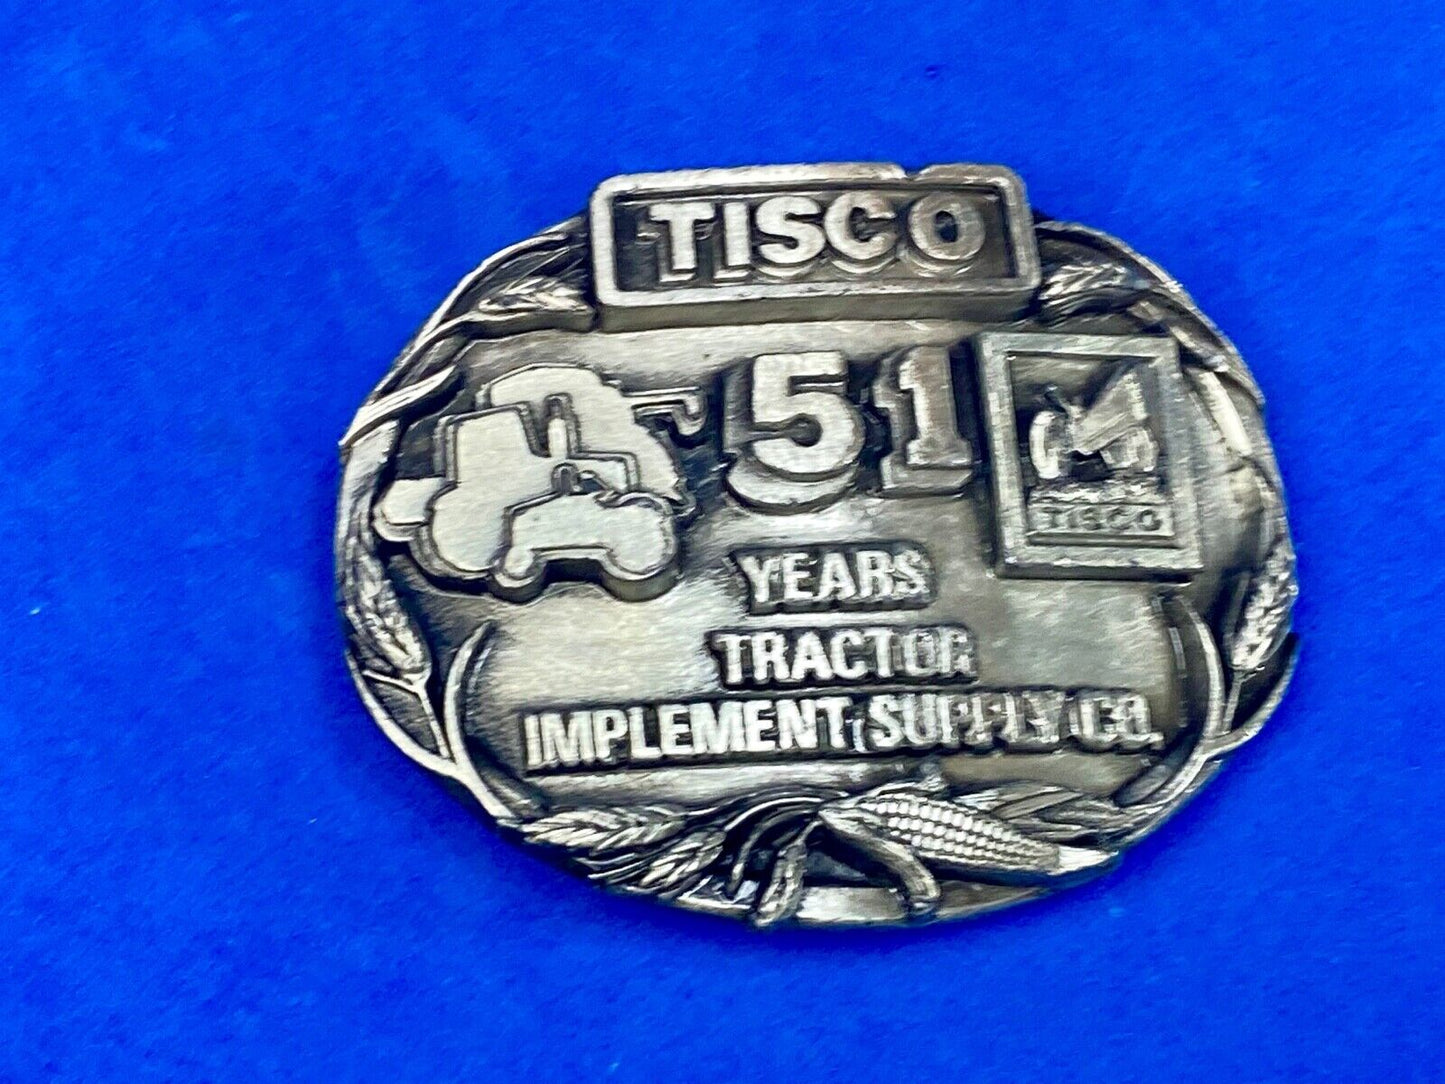 TISCO
51
TISCO
YEARS
TRACTOR
IMPLEMENT SUPPLY CO.